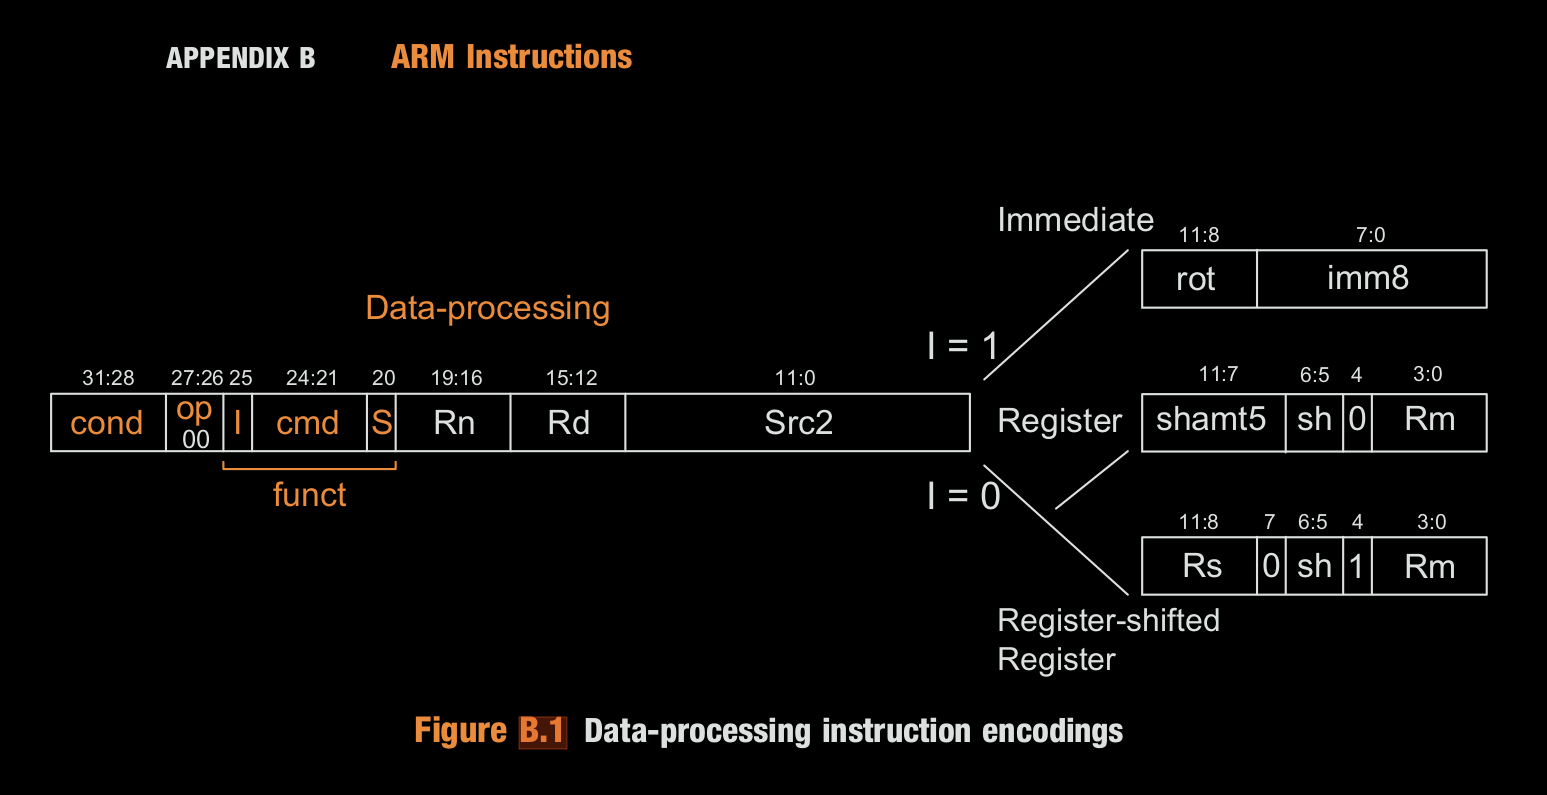 APPENDIX B ARM Instructions
Immediate
11:8 7:0
rot imm8
Data-processing
I = 1
31:28 27:26 25 24:21 20 19:16 15:12 11:0
cond op 00 I cmd S Rn Rd Src2
funct
Register
11:7 6:5 4 3:0
shamt5 sh 0 Rm
I = 0
11:8 7 6:5 4 3:0
Rs 0 sh 1 Rm
Register-shifted
Register
Figure B.1 Data-processing instruction encodings